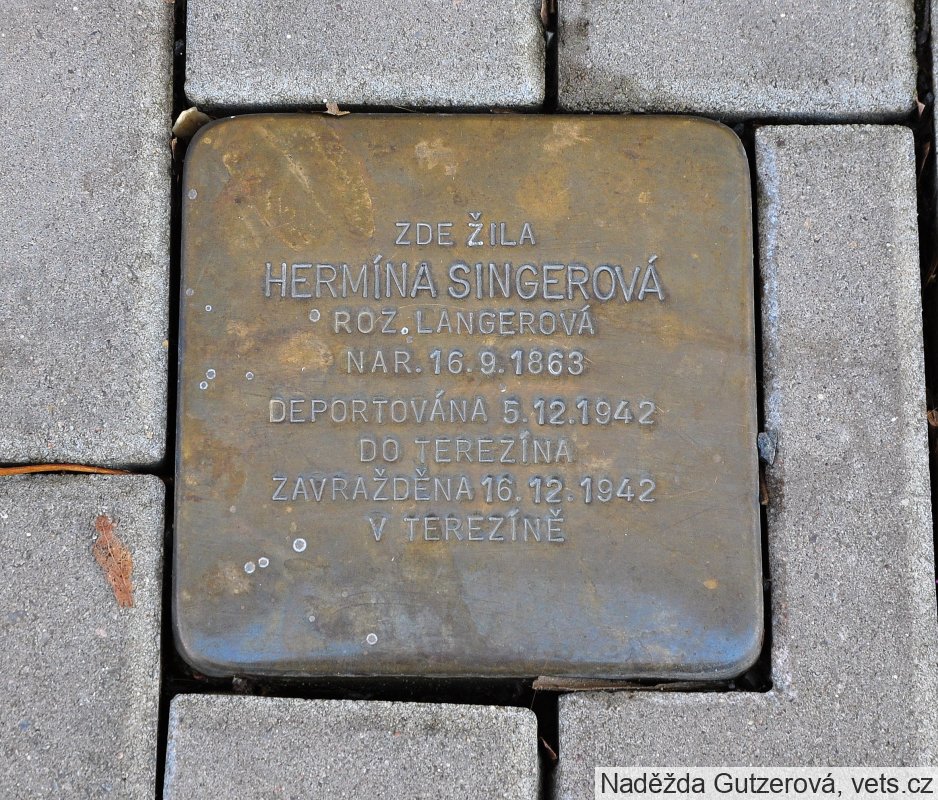 ZDE ŽILA
HERMÍNA SINGEROVÁ
ROZ. LANGEROVÁ
NAR. 16.9.1863
DEPORTOVÁNA 5.12.1942
DO TEREZÍNA
ZAVRAŽDĚNA 16.12.1942
V TEREZÍNĚ
Naděžda Gutzerová, vets.cz